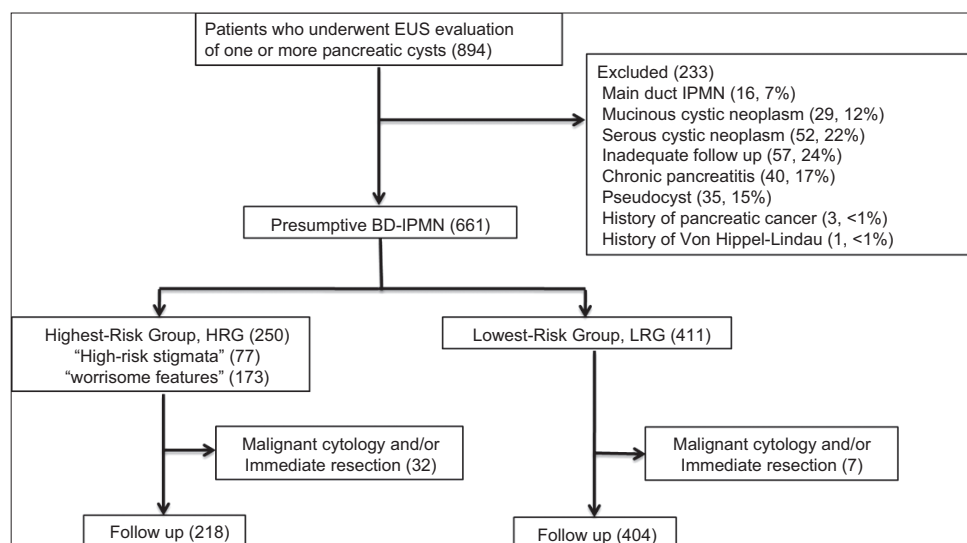 Patients who underwent EUS evaluation
of one or more pancreatic cysts (894)
Excluded (233)
Main duct IPMN (16, 7%)
Mucinous cystic neoplasm (29, 12%)
Serous cystic neoplasm (52, 22%)
Inadequate follow up (57, 24%)
Chronic pancreatitis (40, 17%)
Pseudocyst (35, 15%)
History of pancreatic cancer (3, <1%)
History of Von Hippel-Lindau (1, <1%)
Presumptive BD-IPMN (661)
Highest-Risk Group, HRG (250)
“High-risk stigmata” (77)
“worrisome features” (173)
Lowest-Risk Group, LRG (411)
Malignant cytology and/or
Immediate resection (32)
Malignant cytology and/or
Immediate resection (7)
Follow up (218)
Follow up (404)